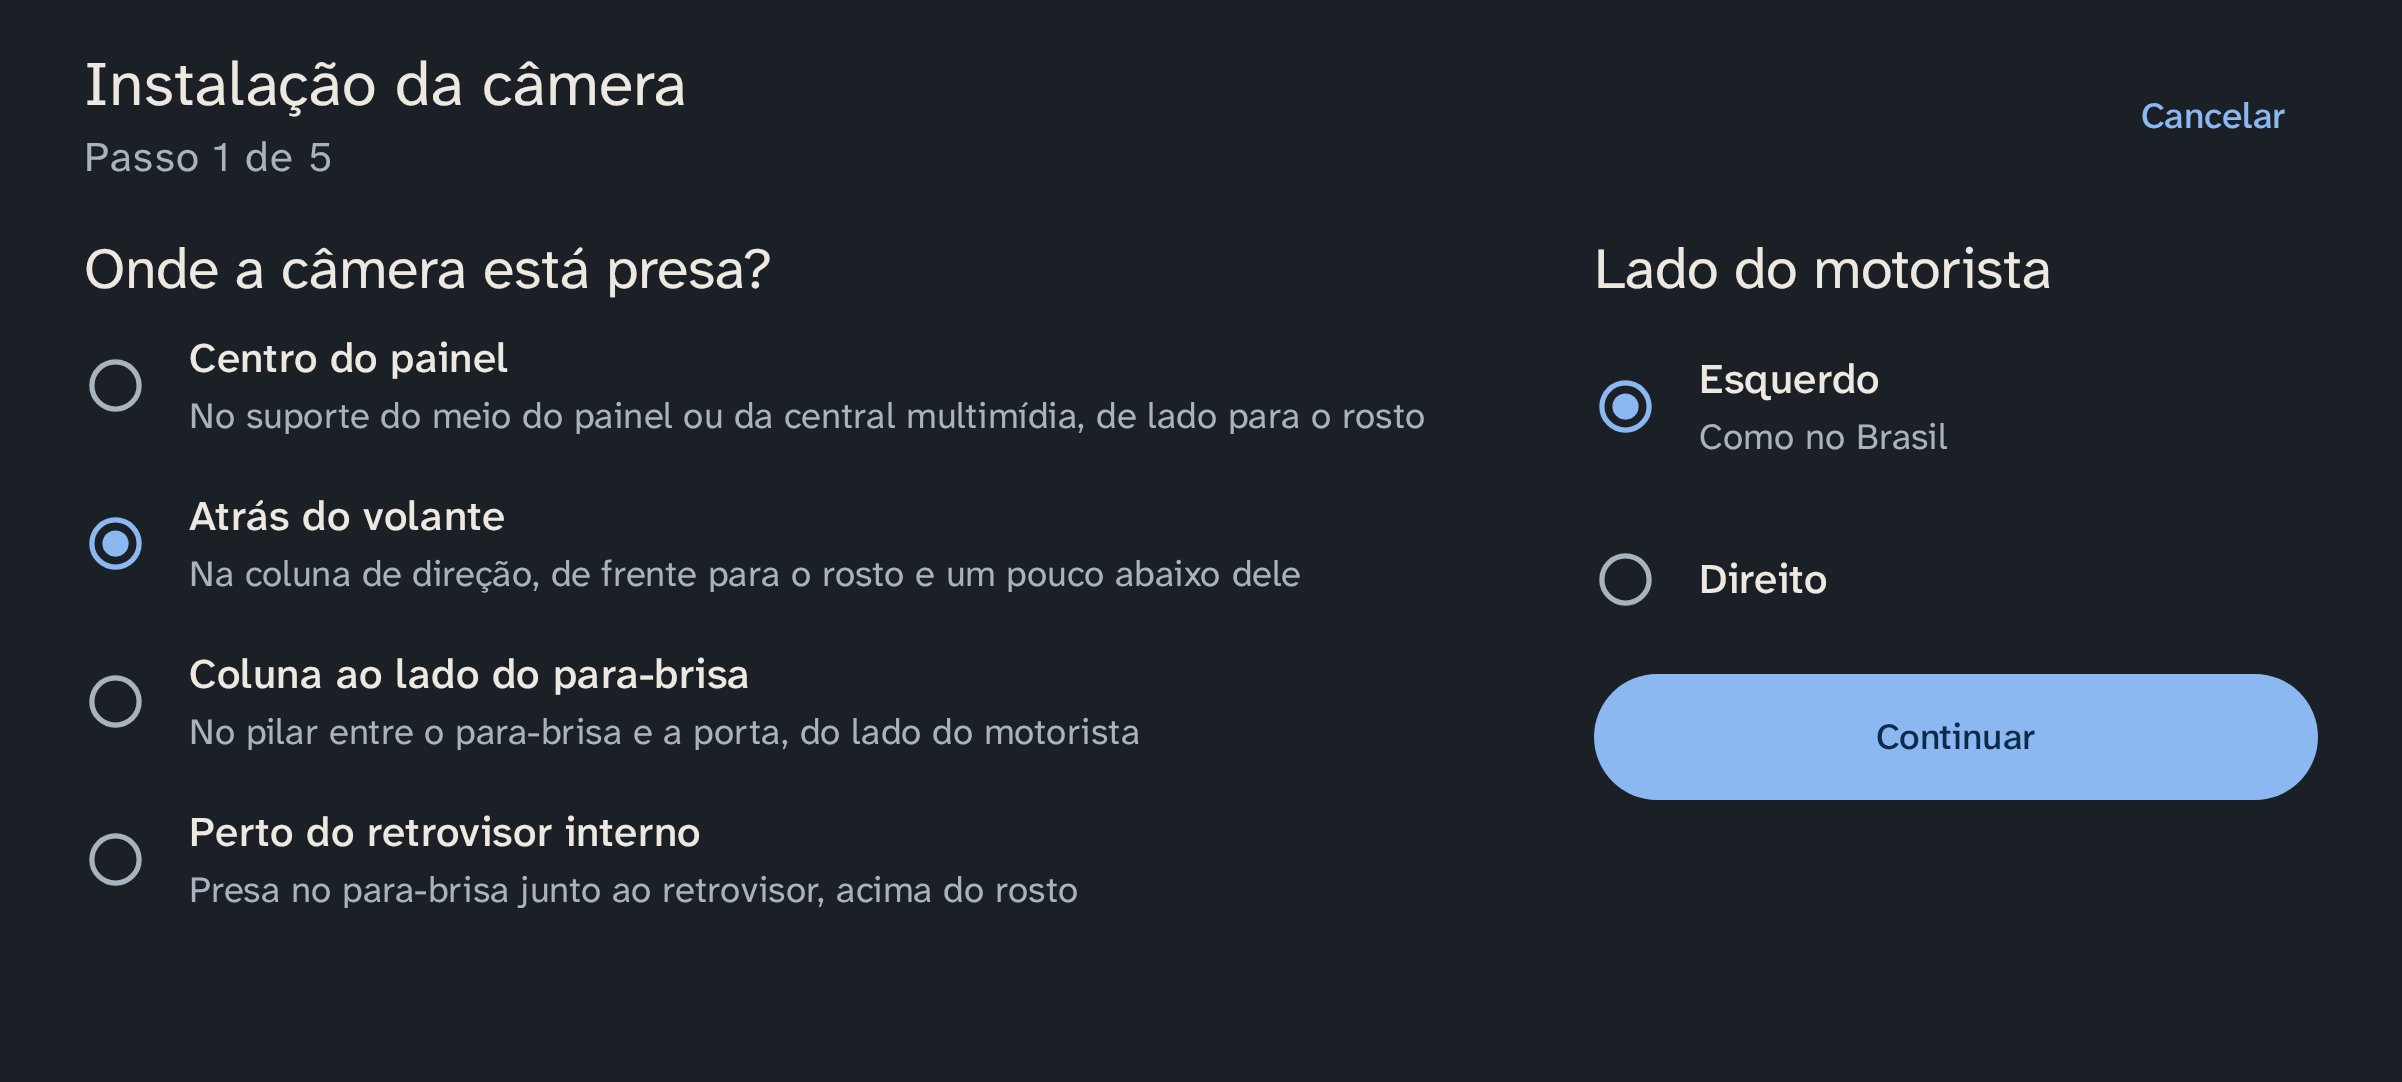 Instalação da câmera
Passo 1 de 5
Cancelar
Onde a câmera está presa?
Centro do painel
No suporte do meio do painel ou da central multimídia, de lado para o rosto
Atrás do volante
Na coluna de direção, de frente para o rosto e um pouco abaixo dele
Coluna ao lado do para-brisa
No pilar entre o para-brisa e a porta, do lado do motorista
Perto do retrovisor interno
Presa no para-brisa junto ao retrovisor, acima do rosto
Lado do motorista
Esquerdo
Como no Brasil
Direito
Continuar